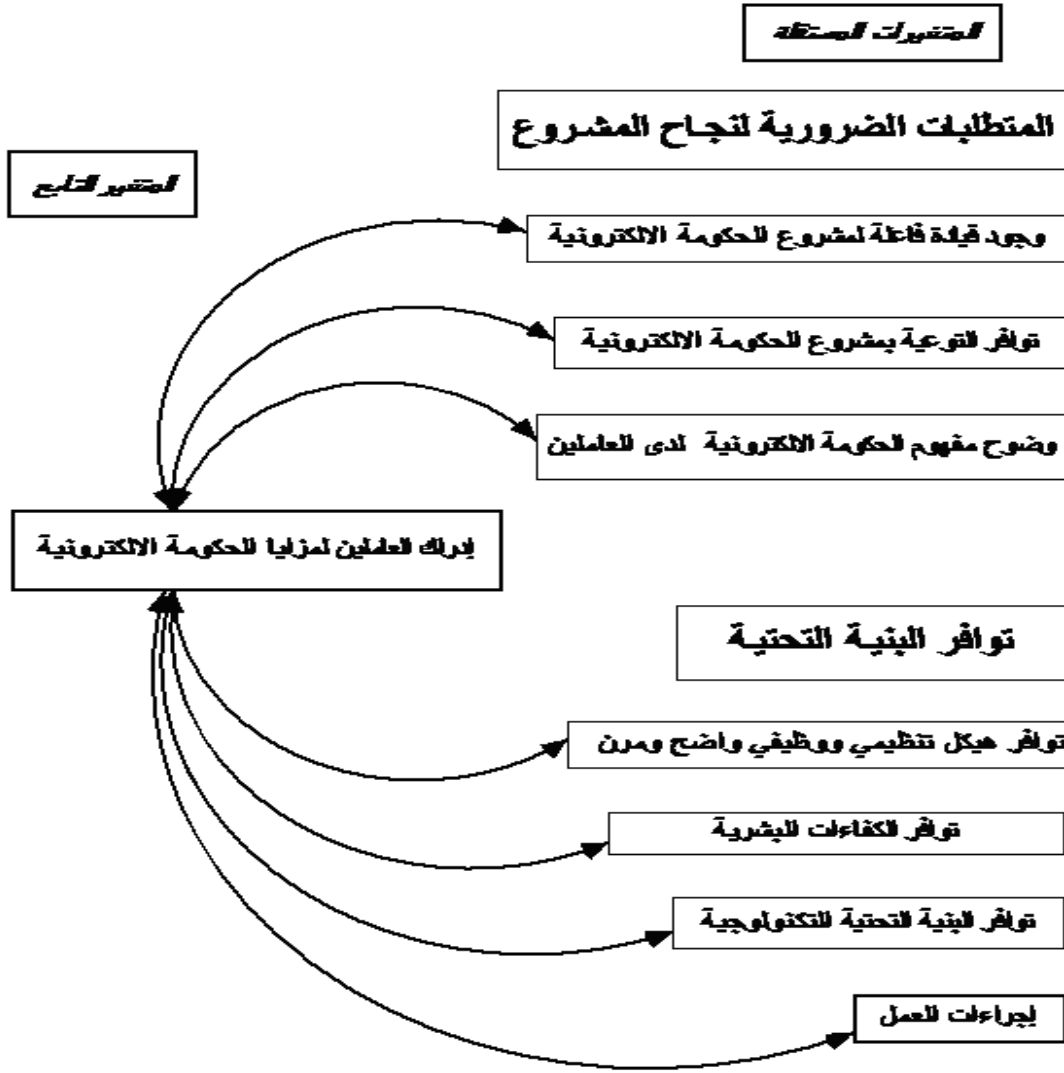 المتغيرات المستقلة
المتطلبات الضرورية لنجاح المشروع
المتغير التابع
وجود قيادة فاعلة لمشروع الحكومة الالكترونية
توافر التوعية بمشروع الحكومة الالكترونية
وضوح مفهوم الحكومة الالكترونية لدى العاملين
إدراك العاملين لمزايا الحكومة الالكترونية
توافر البنية التحتية
توافر هيكل تنظيمي ووظيفي واضح ومرن
توافر الكفاءات البشرية
توافر البنية التحتية التكنولوجية
إجراءات العمل